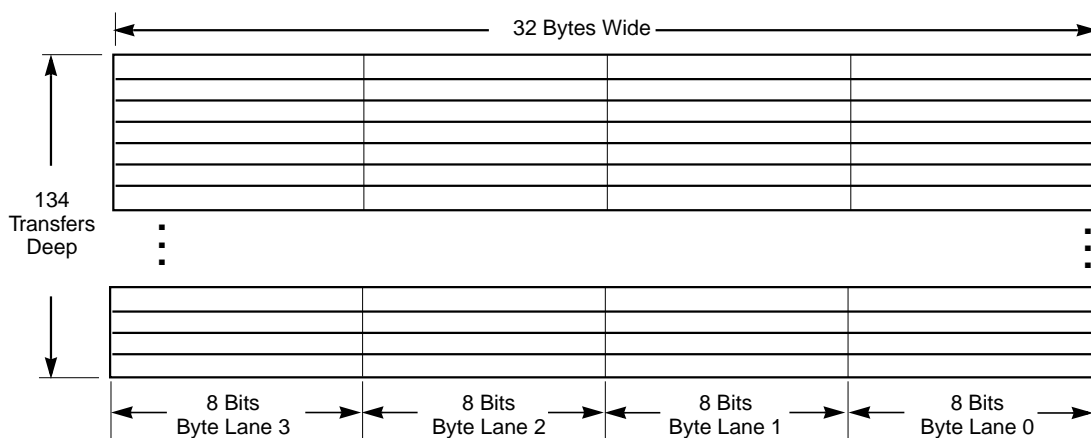 32 Bytes Wide
134
Transfers
Deep
8 Bits
Byte Lane 3
8 Bits
Byte Lane 2
8 Bits
Byte Lane 1
8 Bits
Byte Lane 0